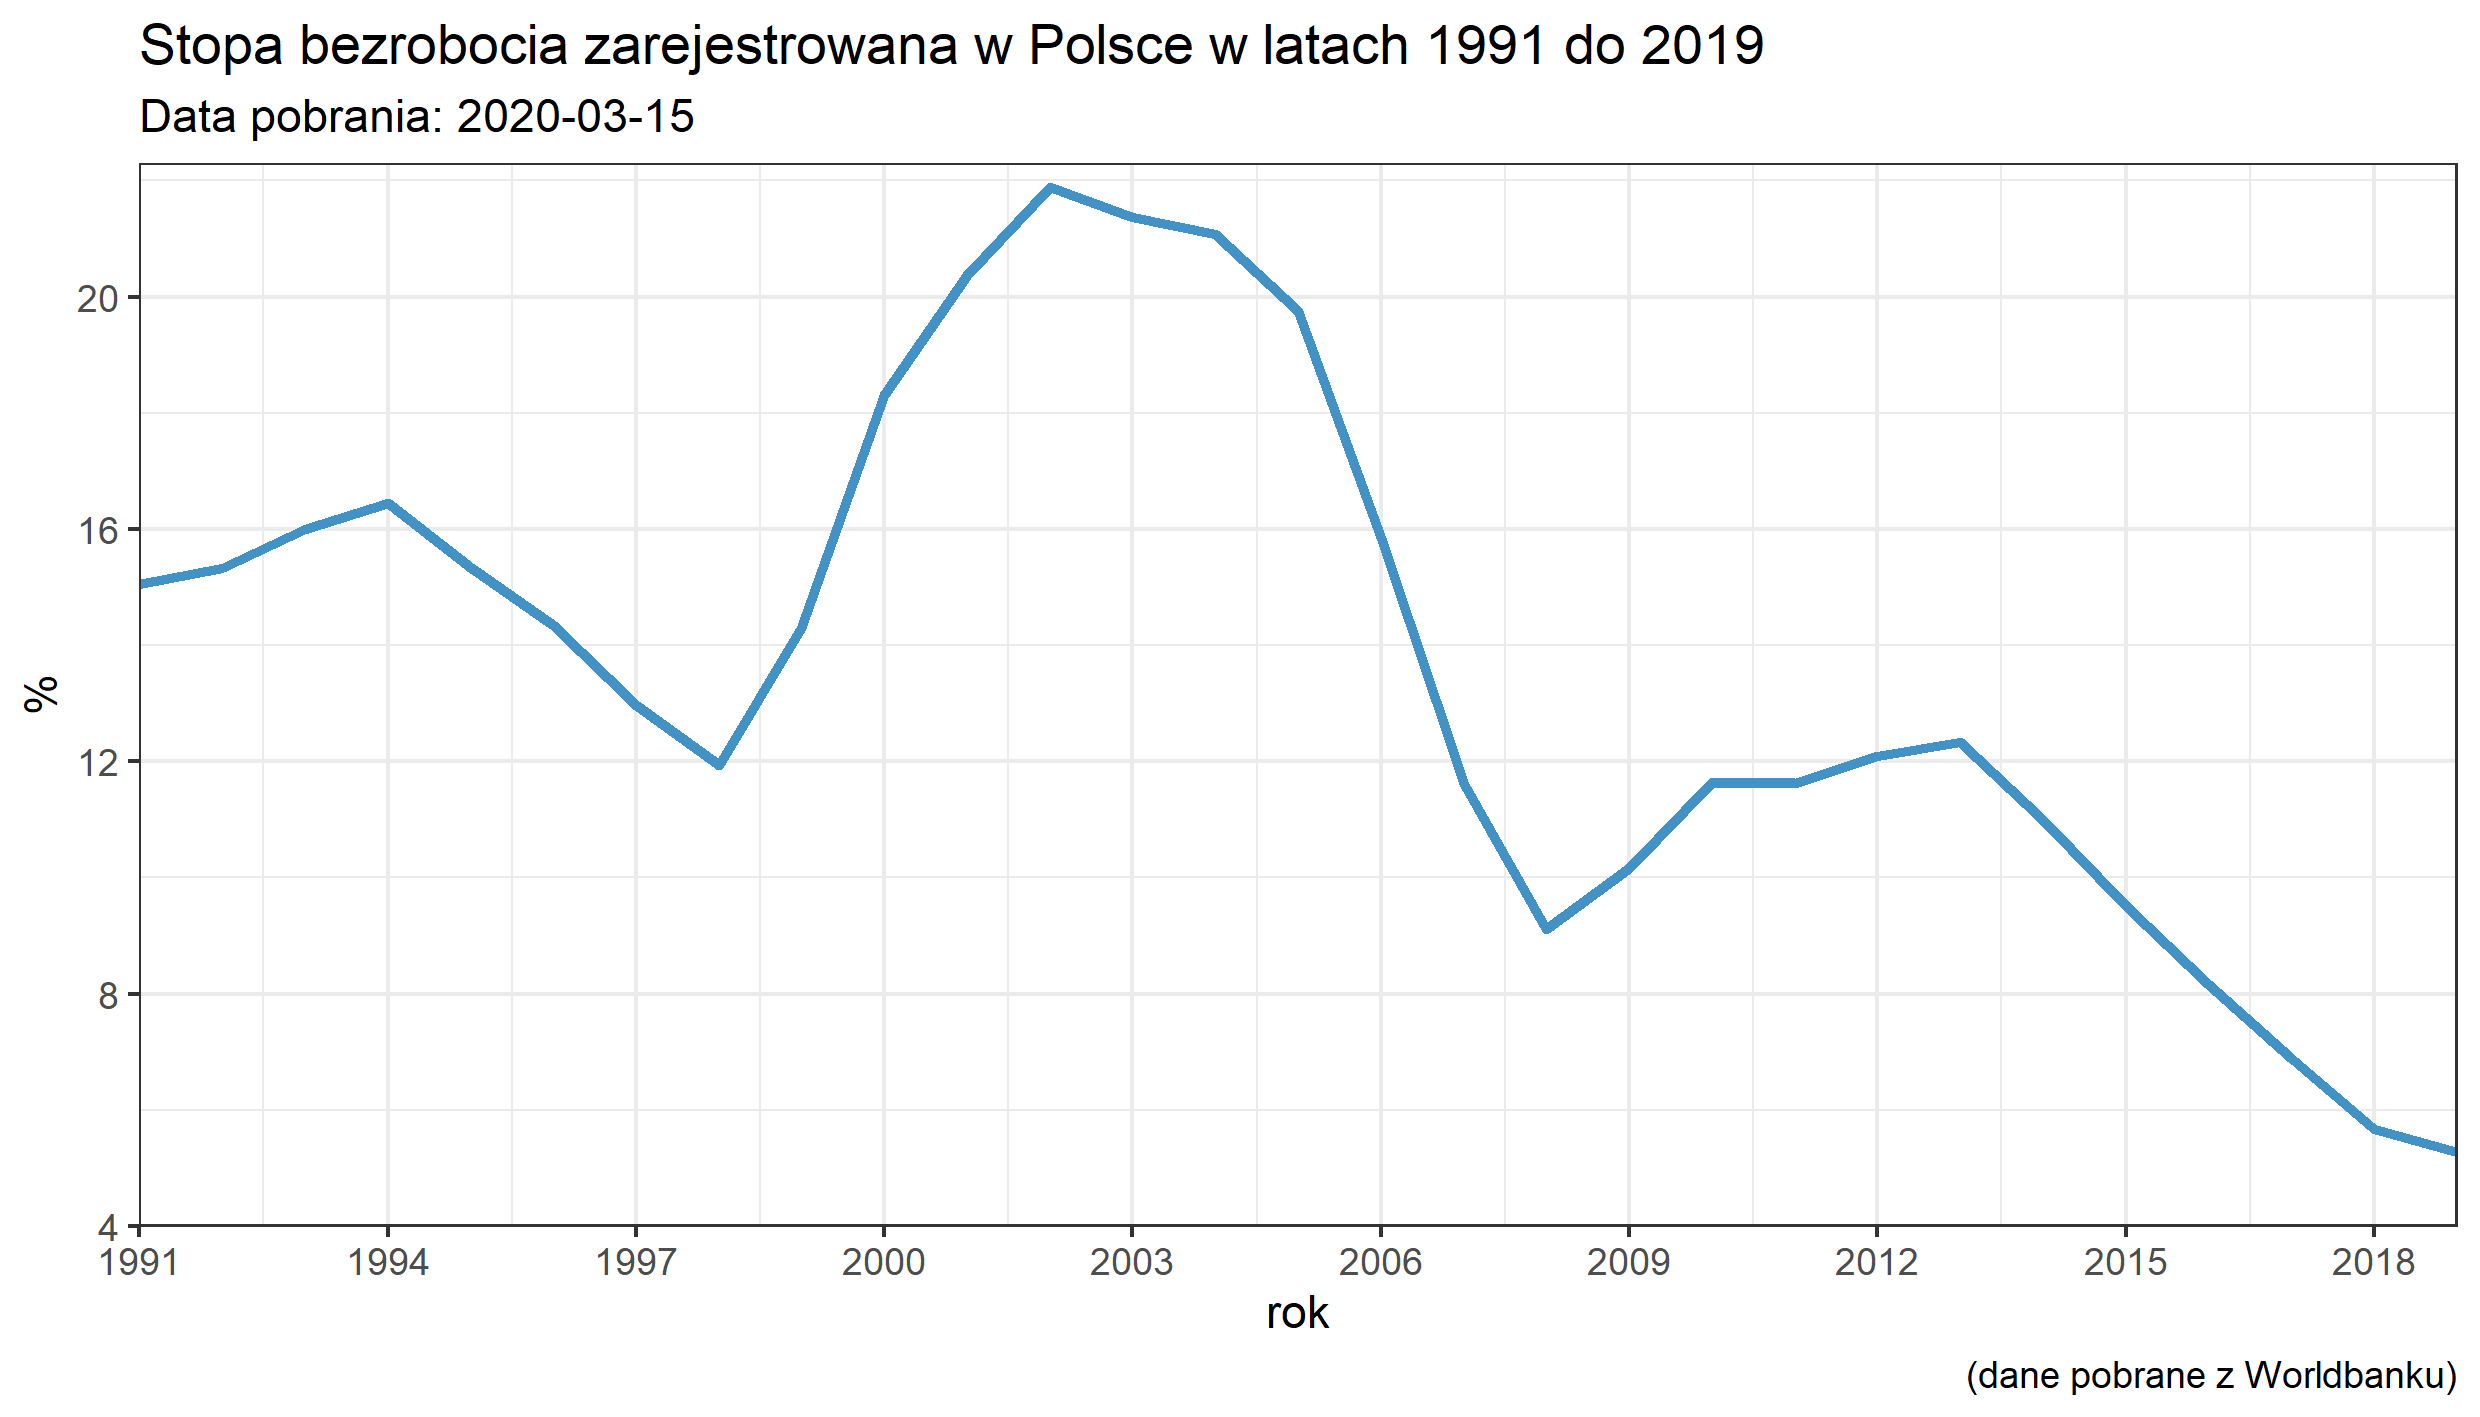 Stopa bezrobocia zarejestrowana w Polsce w latach 1991 do 2019
Data pobrania: 2020-03-15
20
16
12
8
4
%
1991 1994 1997 2000 2003 2006 2009 2012 2015 2018
rok
(dane pobrane z Worldbanku)